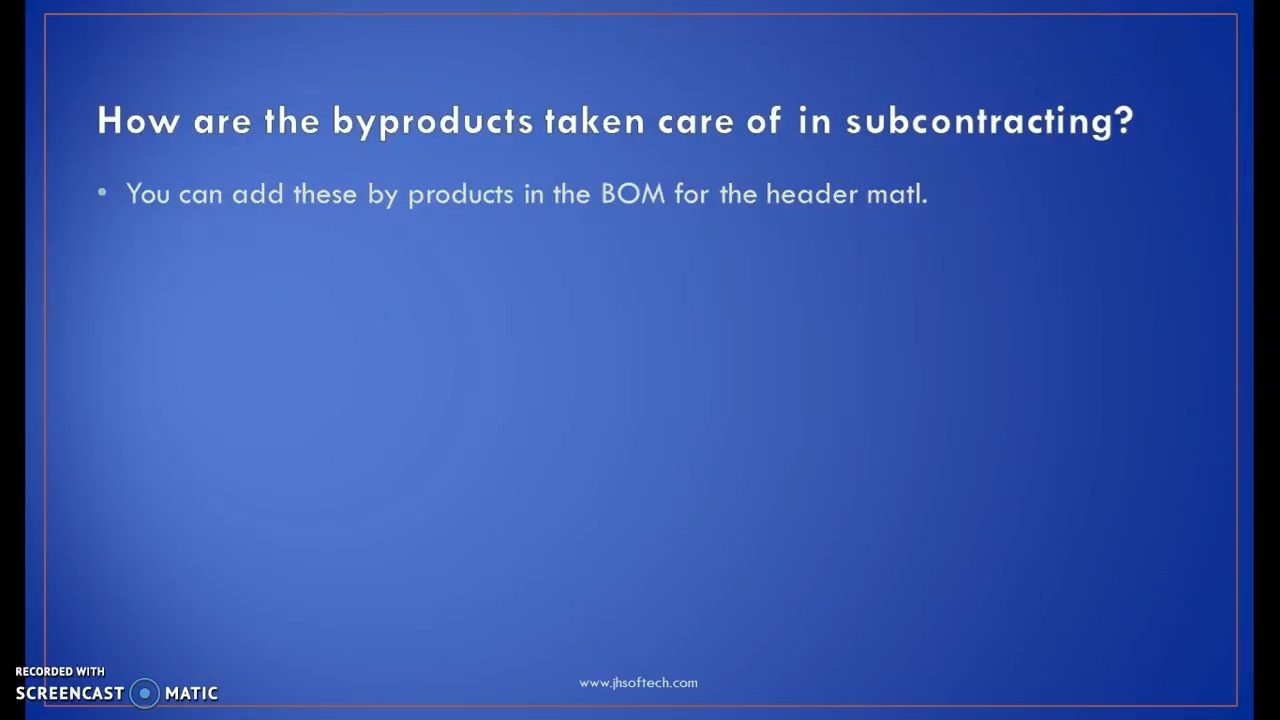 How are the byproducts taken care of in subcontracting?
• You can add these by products in the BOM for the header matl.
RECORDED WITH
SCREENCAST MATIC
www.jhsoftech.com